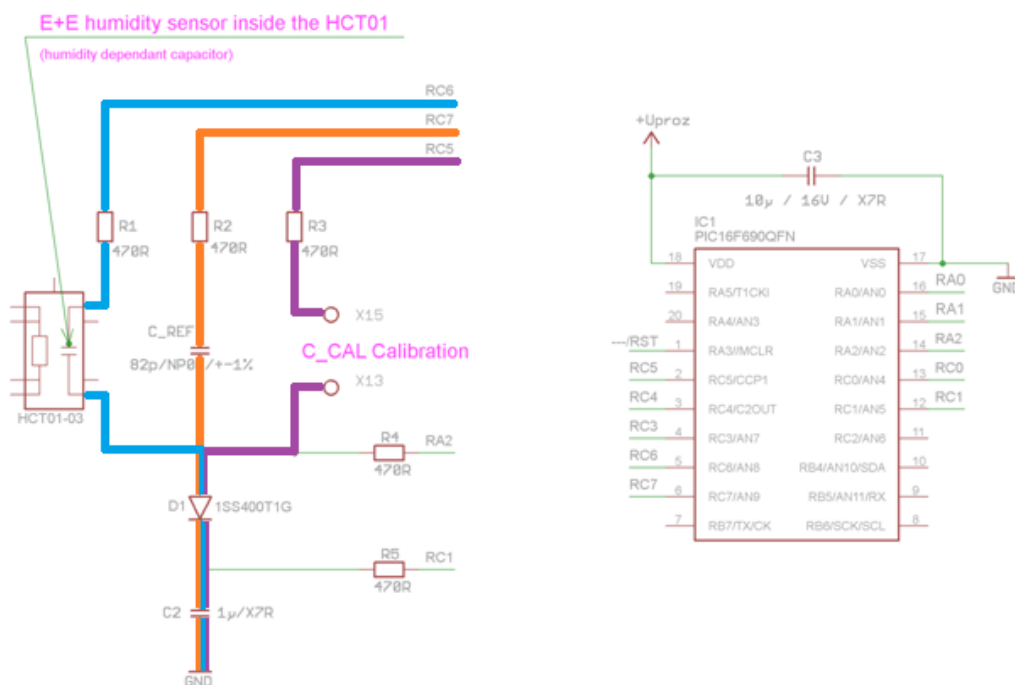 E+E humidity sensor inside the HCT01
(humidity dependant capacitor)
RC6
RC7
RC5
R1
470R
R2
470R
R3
470R
X15
C_REF
82p/NP0 /+-1%
C_CAL Calibration
X13
HCT01-03
R4
RA2
470R
D1
1SS400T1G
R5
RC1
470R
C2
1µ/X7R
GND
+Uproz
C3
10µ / 16V / X7R
IC1
PIC16F690QFN
18 VDD VSS 17
GND
19 RA5/T1CKI RA0/AN0 16 RA0
20 RA4/AN3 RA1/AN1 15 RA1
---/RST 1 RA3//MCLR RA2/AN2 14 RA2
RC5 2 RC5/CCP1 RC0/AN4 13 RC0
RC4 3 RC4/C2OUT RC1/AN5 12 RC1
RC3 4 RC3/AN7 RC2/AN6 11
RC6 5 RC6/AN8 RB4/AN10/SDA 10
RC7 6 RC7/AN9 RB5/AN11/RX 9
7 RB7/TX/CK RB6/SCK/SCL 8